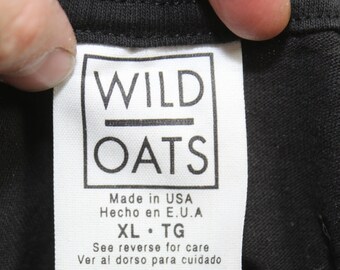 WILD
OATS
Made in USA
Hecho en E.U.A
XL · TG
See reverse for care
Ver al dorso para cuidado